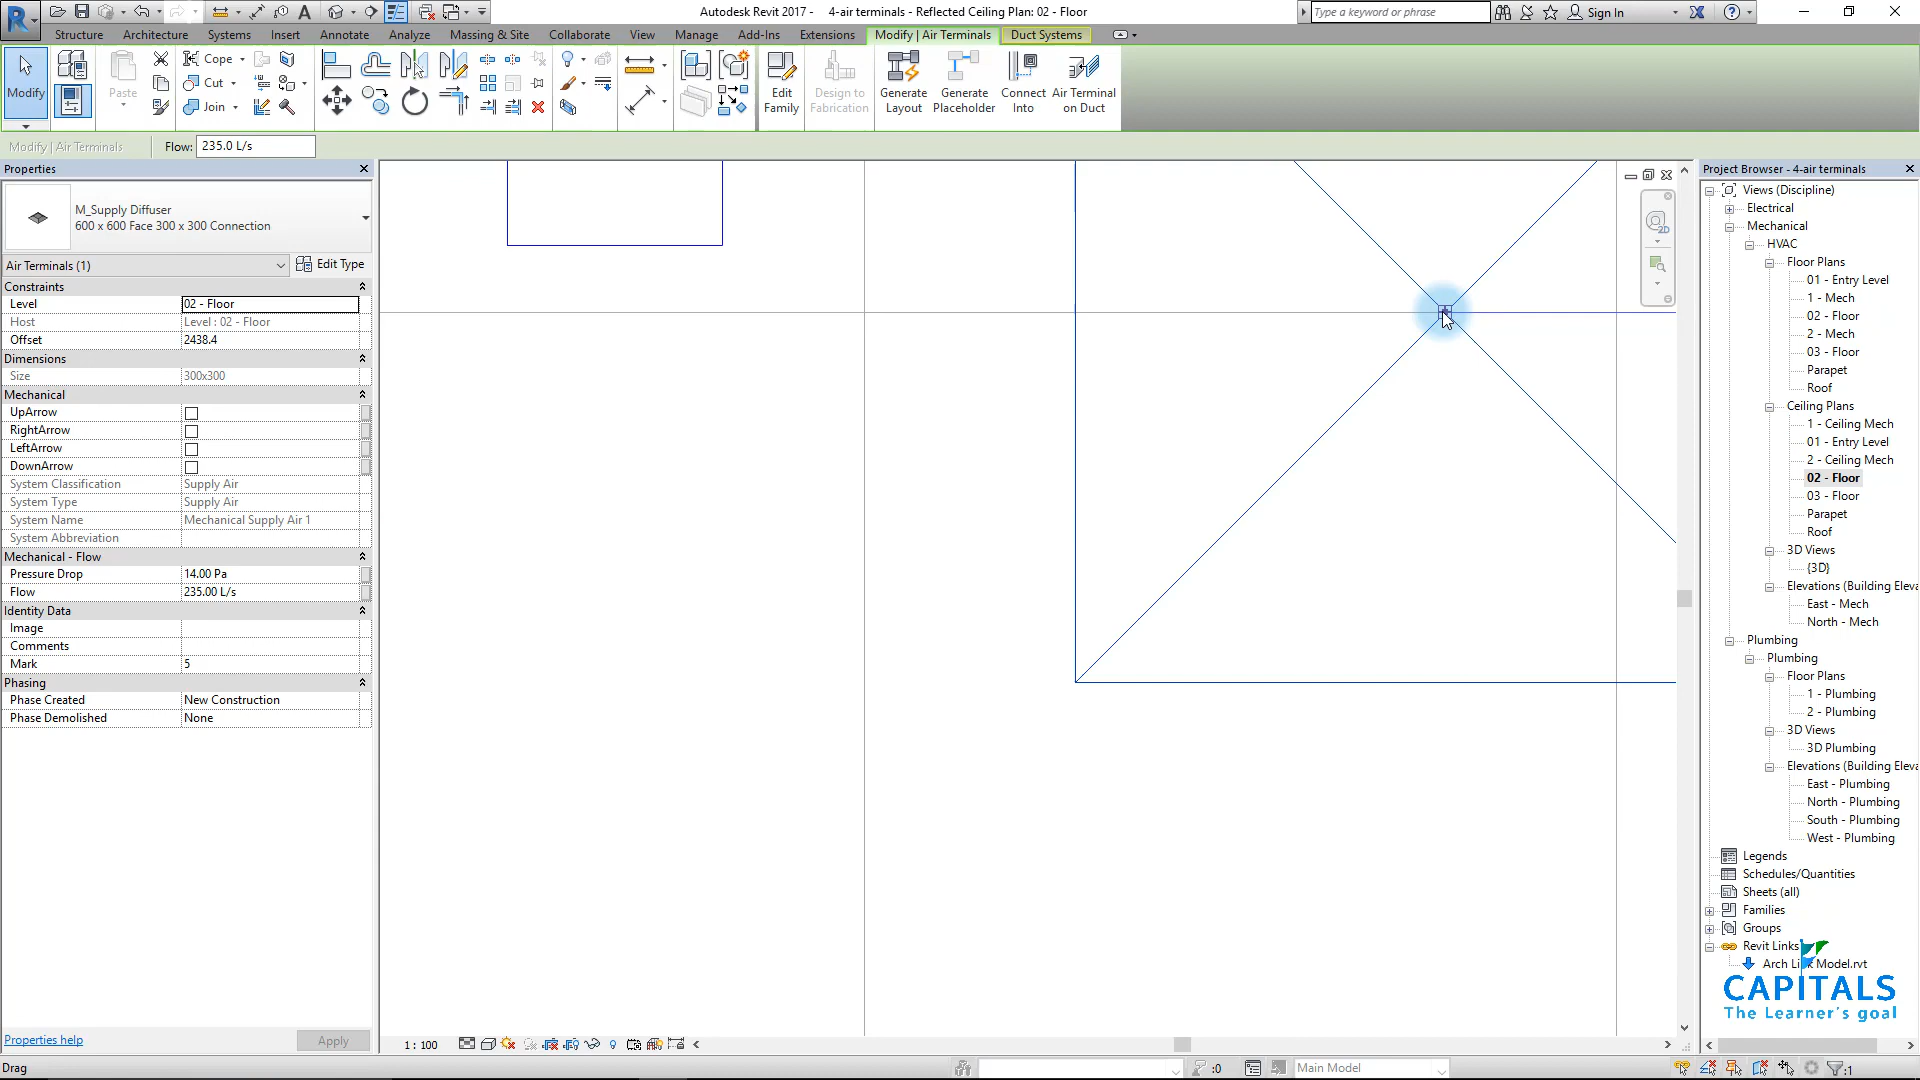 Autodesk Revit 2017 - 4-air terminals - Reflected Ceiling Plan: 02 - Floor
Type a keyword or phrase
Sign In
Structure Architecture Systems Insert Annotate Analyze Massing & Site Collaborate View Manage Add-Ins Extensions Modify | Air Terminals Duct Systems
Modify
Paste
Cope
Cut
Join
Edit Family
Design to Fabrication
Generate Layout
Generate Placeholder
Connect Into
Air Terminal on Duct
Modify | Air Terminals
Flow: 235.0 L/s
Properties
M_Supply Diffuser
600 x 600 Face 300 x 300 Connection
Air Terminals (1)
Edit Type
Constraints
Level 02 - Floor
Host Level : 02 - Floor
Offset 2438.4
Dimensions
Size 300x300
Mechanical
UpArrow
RightArrow
LeftArrow
DownArrow
System Classification Supply Air
System Type Supply Air
System Name Mechanical Supply Air 1
System Abbreviation
Mechanical - Flow
Pressure Drop 14.00 Pa
Flow 235.00 L/s
Identity Data
Image
Comments
Mark 5
Phasing
Phase Created New Construction
Phase Demolished None
Properties help
Apply
2D
1 : 100
Project Browser - 4-air terminals
Views (Discipline)
Electrical
Mechanical
HVAC
Floor Plans
01 - Entry Level
1 - Mech
02 - Floor
2 - Mech
03 - Floor
Parapet
Roof
Ceiling Plans
1 - Ceiling Mech
01 - Entry Level
2 - Ceiling Mech
02 - Floor
03 - Floor
Parapet
Roof
3D Views
{3D}
Elevations (Building Eleva
East - Mech
North - Mech
Plumbing
Plumbing
Floor Plans
1 - Plumbing
2 - Plumbing
3D Views
3D Plumbing
Elevations (Building Eleva
East - Plumbing
North - Plumbing
South - Plumbing
West - Plumbing
Legends
Schedules/Quantities
Sheets (all)
Families
Groups
Revit Links
Arch Link Model.rvt
CAPITALS
The Learner's goal
Drag
:0
Main Model
:1